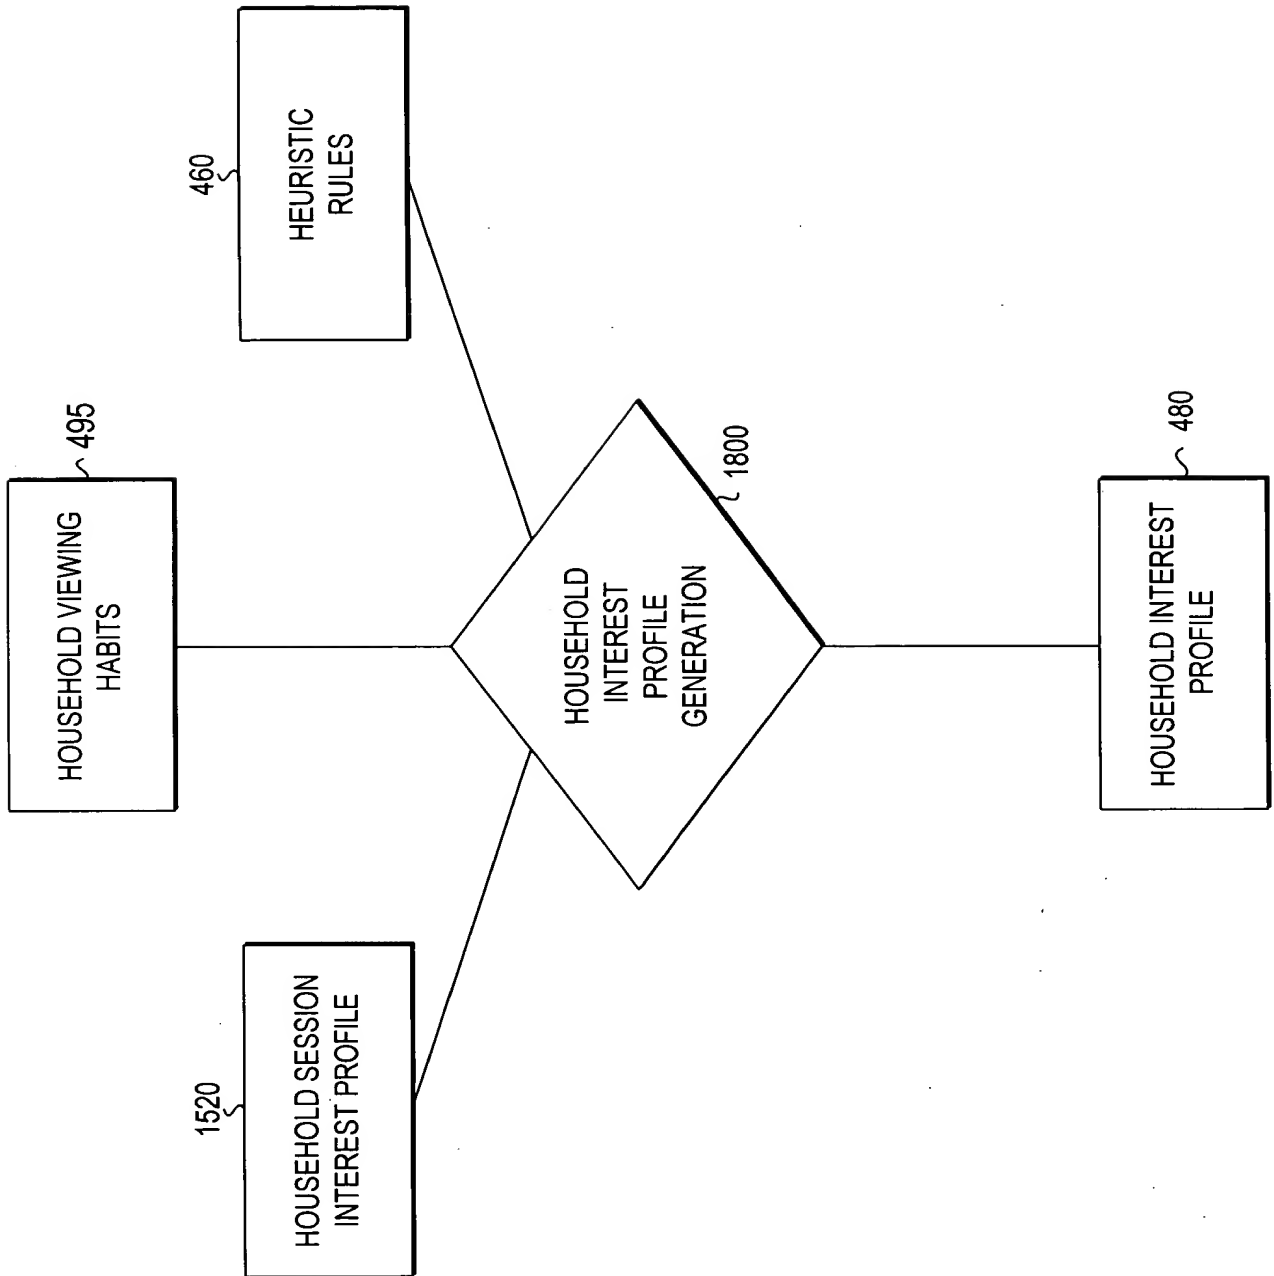 495
HOUSEHOLD VIEWING
HABITS
1520
HOUSEHOLD SESSION
INTEREST PROFILE
460
HEURISTIC
RULES
HOUSEHOLD
INTEREST
PROFILE
GENERATION
1800
480
HOUSEHOLD INTEREST
PROFILE